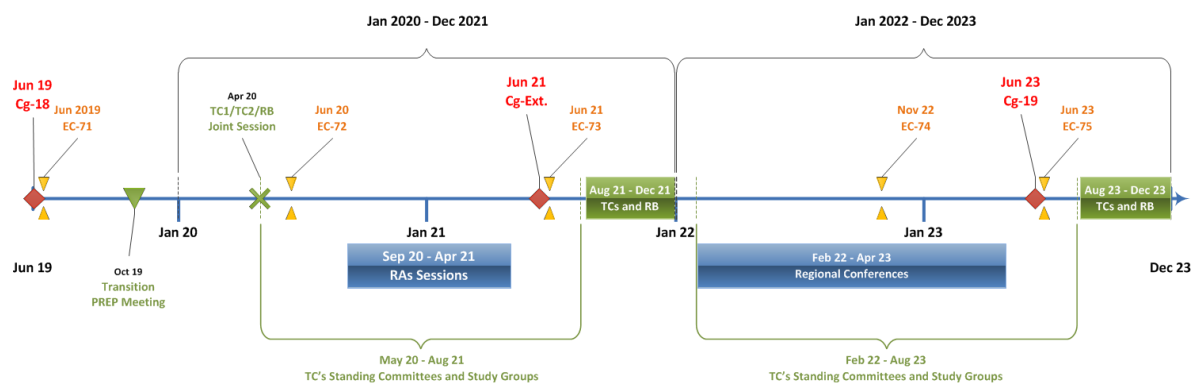 Jan 2020 - Dec 2021
Jan 2022 - Dec 2023
Jun 19
Cg-18
Jun 2019
EC-71
Apr 20
TC1/TC2/RB
Joint Session
Jun 20
EC-72
Jun 21
Cg-Ext.
Jun 21
EC-73
Nov 22
EC-74
Jun 23
Cg-19
Jun 23
EC-75
Aug 21 - Dec 21
TCs and RB
Aug 23 - Dec 23
TCs and RB
Jan 20
Jan 21
Jan 22
Jan 23
Jun 19
Dec 23
Oct 19
Transition
PREP Meeting
Sep 20 - Apr 21
RAs Sessions
Feb 22 - Apr 23
Regional Conferences
May 20 - Aug 21
TC's Standing Committees and Study Groups
Feb 22 - Aug 23
TC's Standing Committees and Study Groups